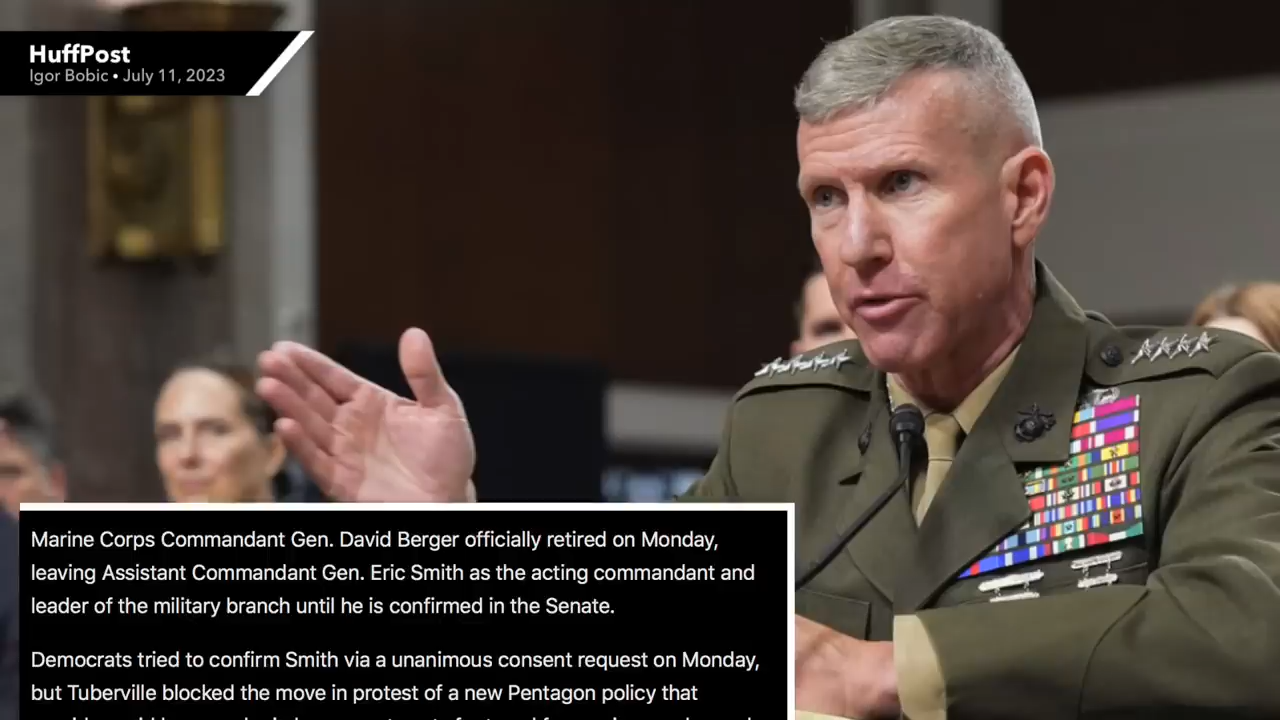 HuffPost
Igor Bobic • July 11, 2023
Marine Corps Commandant Gen. David Berger officially retired on Monday,
leaving Assistant Commandant Gen. Eric Smith as the acting commandant and
leader of the military branch until he is confirmed in the Senate.
Democrats tried to confirm Smith via a unanimous consent request on Monday,
but Tuberville blocked the move in protest of a new Pentagon policy that